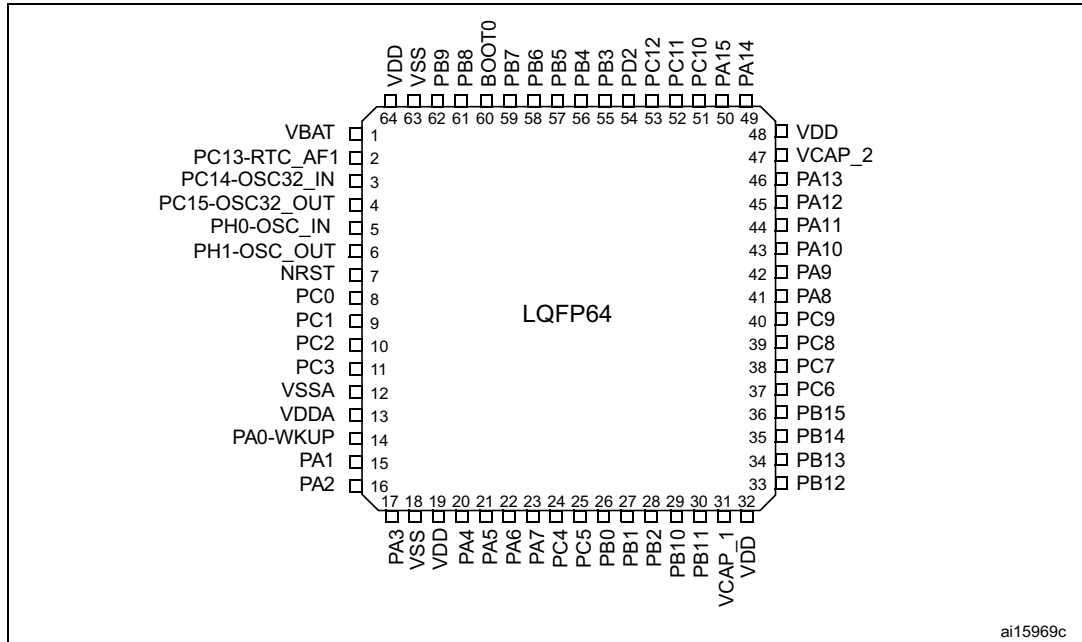 VDD
VSS
PB9
PB8
BOOT0
PB7
PB6
PB5
PB4
PB3
PD2
PC12
PC11
PC10
PA15
PA14
64 63 62 61 60 59 58 57 56 55 54 53 52 51 50 49
VBAT 1
PC13-RTC_AF1 2
PC14-OSC32_IN 3
PC15-OSC32_OUT 4
PH0-OSC_IN 5
PH1-OSC_OUT 6
NRST 7
PC0 8
PC1 9
PC2 10
PC3 11
VSSA 12
VDDA 13
PA0-WKUP 14
PA1 15
PA2 16
LQFP64
48 VDD
47 VCAP_2
46 PA13
45 PA12
44 PA11
43 PA10
42 PA9
41 PA8
40 PC9
39 PC8
38 PC7
37 PC6
36 PB15
35 PB14
34 PB13
33 PB12
17 18 19 20 21 22 23 24 25 26 27 28 29 30 31 32
PA3
VSS
VDD
PA4
PA5
PA6
PA7
PC4
PC5
PB0
PB1
PB2
PB10
PB11
VCAP_1
VDD
ai15969c